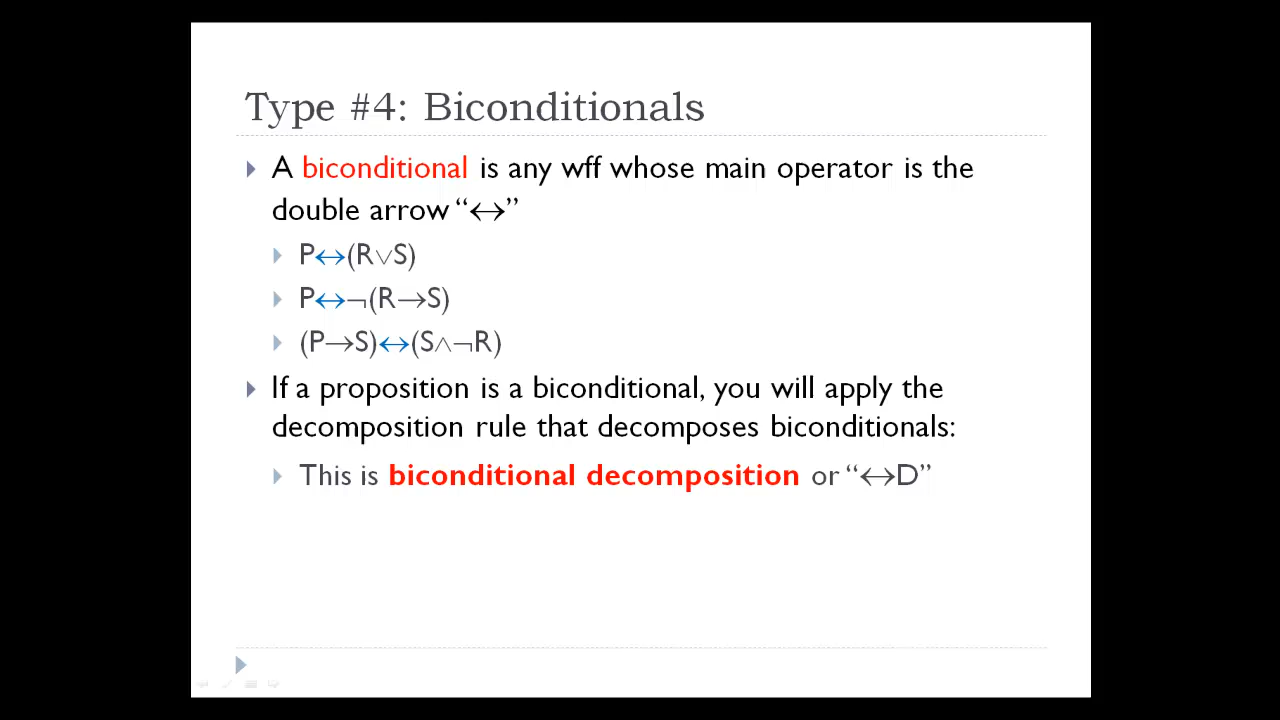 Type #4: Biconditionals
A biconditional is any wff whose main operator is the
double arrow “↔”
P↔(R∨S)
P↔¬(R→S)
(P→S)↔(S∧¬R)
If a proposition is a biconditional, you will apply the
decomposition rule that decomposes biconditionals:
This is biconditional decomposition or “↔D”